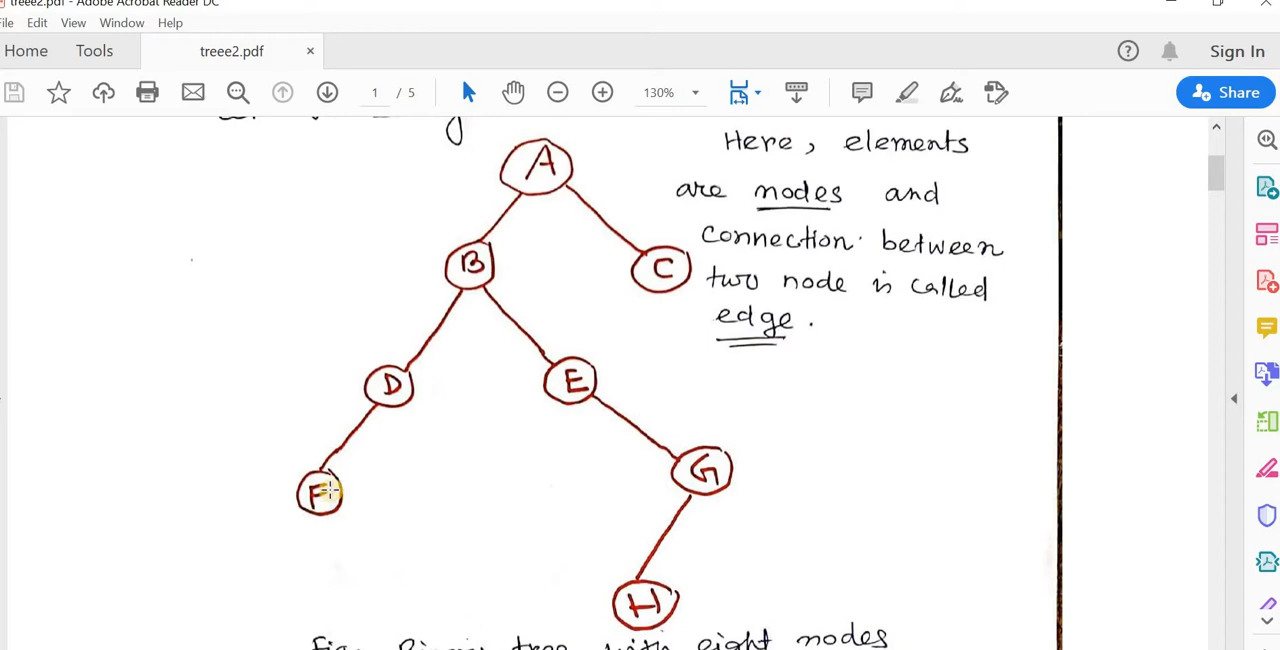 treee2.pdf - Adobe Acrobat Reader DC
File Edit View Window Help
Home Tools treee2.pdf × Sign In
1 / 5 130% Share
A
Here, elements
are nodes and
B
C
connection between
two node is called
edge.
D
E
F
G
H
tree with eight nodes